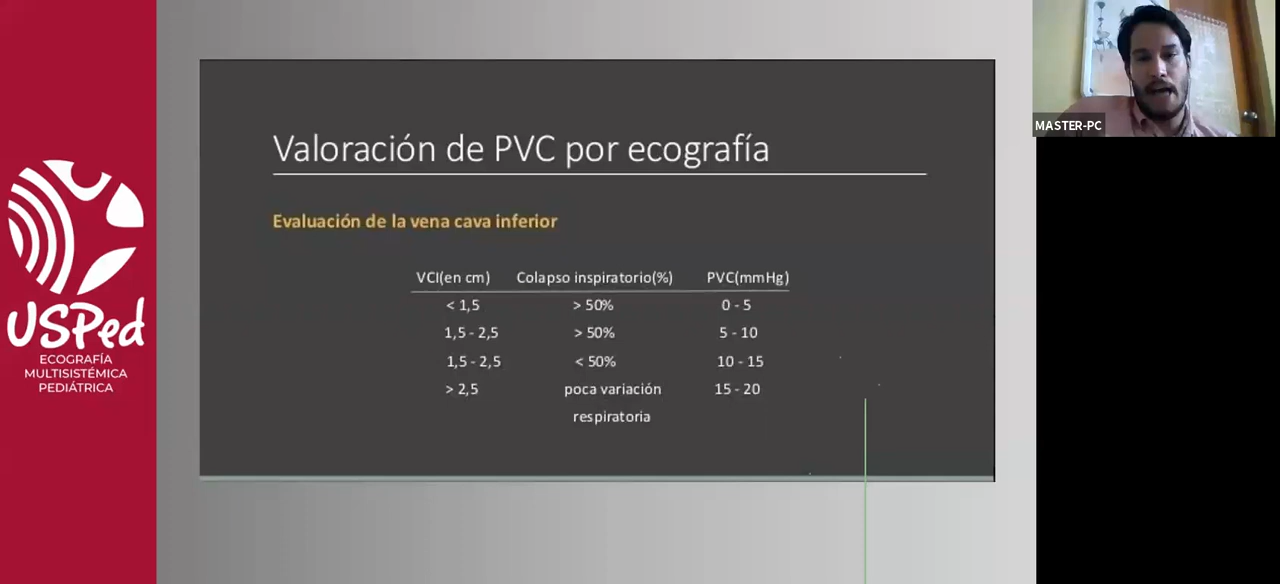 Valoración de PVC por ecografía
Evaluación de la vena cava inferior
VCI(en cm) Colapso inspiratorio(%) PVC(mmHg)
< 1,5 > 50% 0 - 5
1,5 - 2,5 > 50% 5 - 10
1,5 - 2,5 < 50% 10 - 15
> 2,5 poca variación 15 - 20
respiratoria
USPed
ECOGRAFÍA
MULTISISTÉMICA
PEDIÁTRICA
MASTER-PC